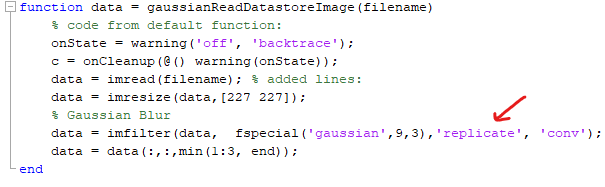 function data = gaussianReadDatastoreImage(filename)
% code from default function:
onState = warning('off', 'backtrace');
c = onCleanup(@() warning(onState));
data = imread(filename); % added lines:
data = imresize(data,[227 227]);
% Gaussian Blur
data = imfilter(data,  fspecial('gaussian',9,3),'replicate', 'conv');
data = data(:,:,min(1:3, end));
end